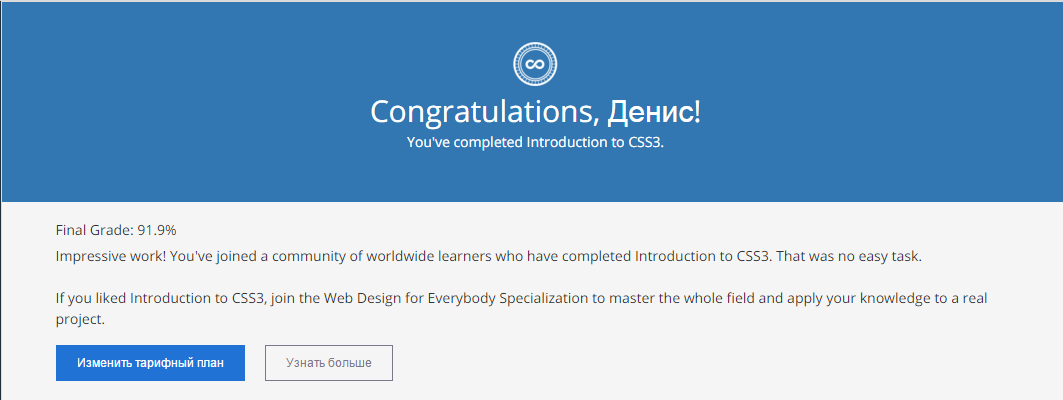 Congratulations, Денис!
You've completed Introduction to CSS3.
Final Grade: 91.9%
Impressive work! You've joined a community of worldwide learners who have completed Introduction to CSS3. That was no easy task.
If you liked Introduction to CSS3, join the Web Design for Everybody Specialization to master the whole field and apply your knowledge to a real
project.
Изменить тарифный план
Узнать больше